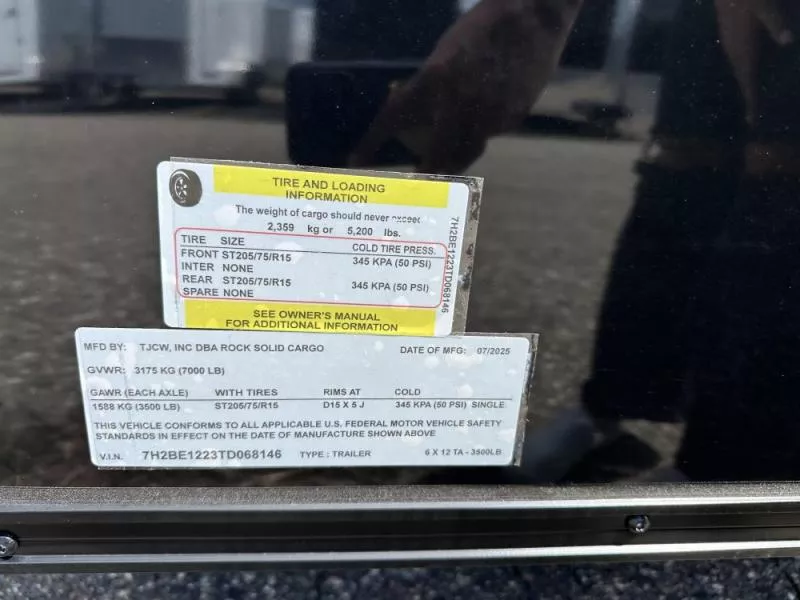 TIRE AND LOADING
INFORMATION
The weight of cargo should never exceed
2,359 kg or 5,200 lbs.
TIRE SIZE COLD TIRE PRESS.
FRONT ST205/75/R15 345 KPA (50 PSI)
INTER NONE
REAR ST205/75/R15 345 KPA (50 PSI)
SPARE NONE
SEE OWNER'S MANUAL
FOR ADDITIONAL INFORMATION
7H2BE1223TD068146
MFD BY: TJCW, INC DBA ROCK SOLID CARGO DATE OF MFG: 07/2025
GVWR: 3175 KG (7000 LB)
GAWR (EACH AXLE) WITH TIRES RIMS AT COLD
1588 KG (3500 LB) ST205/75/R15 D15 X 5 J 345 KPA (50 PSI) SINGLE
THIS VEHICLE CONFORMS TO ALL APPLICABLE U.S. FEDERAL MOTOR VEHICLE SAFETY
STANDARDS IN EFFECT ON THE DATE OF MANUFACTURE SHOWN ABOVE
V.I.N. 7H2BE1223TD068146 TYPE: TRAILER 6 X 12 TA - 3500LB